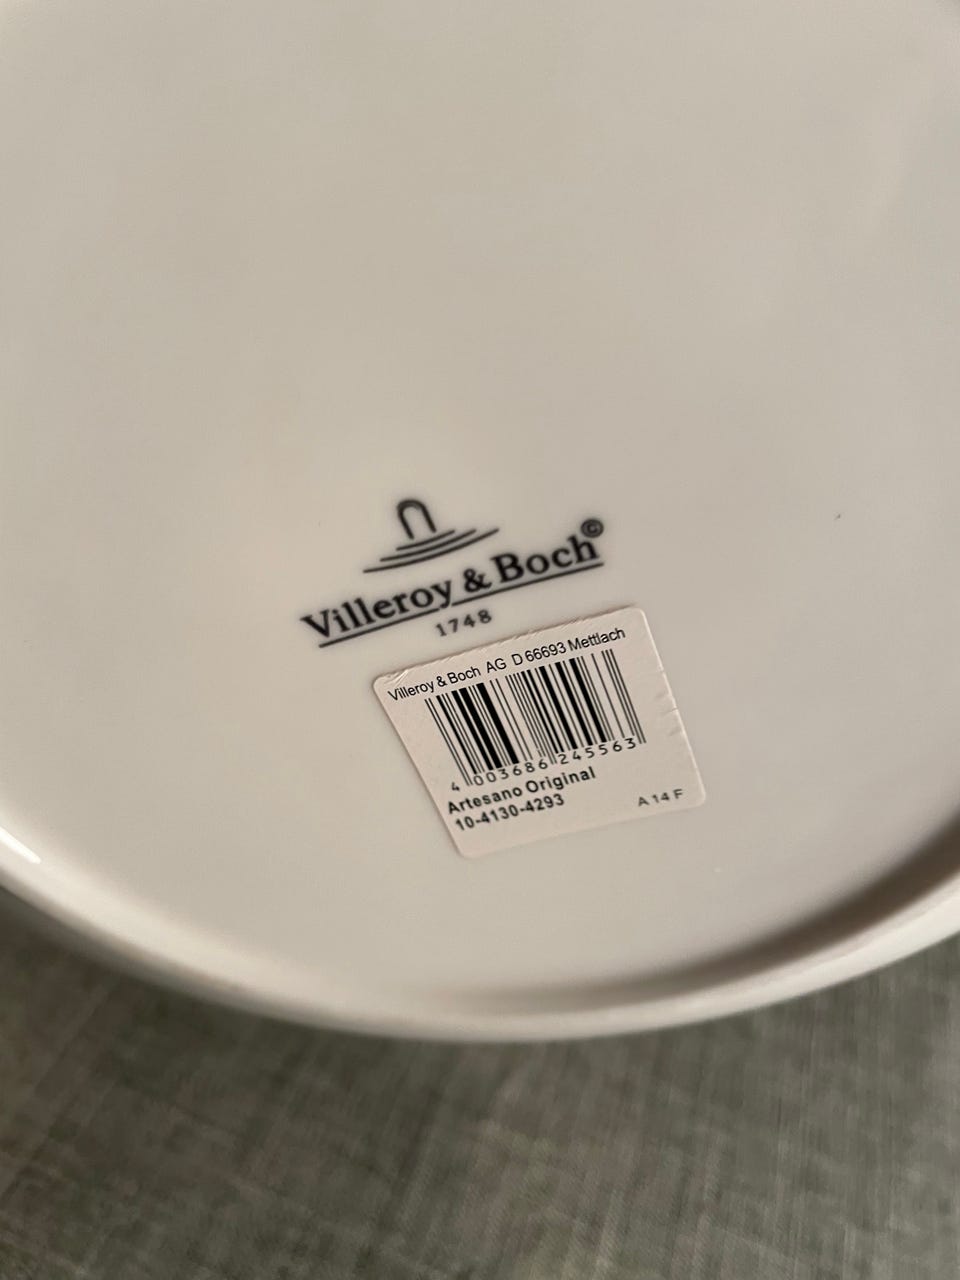 Villeroy & Boch©
1748
Villeroy & Boch AG D 66693 Mettlach
4 003686 245563
Artesano Original
10-4130-4293
A 14 F